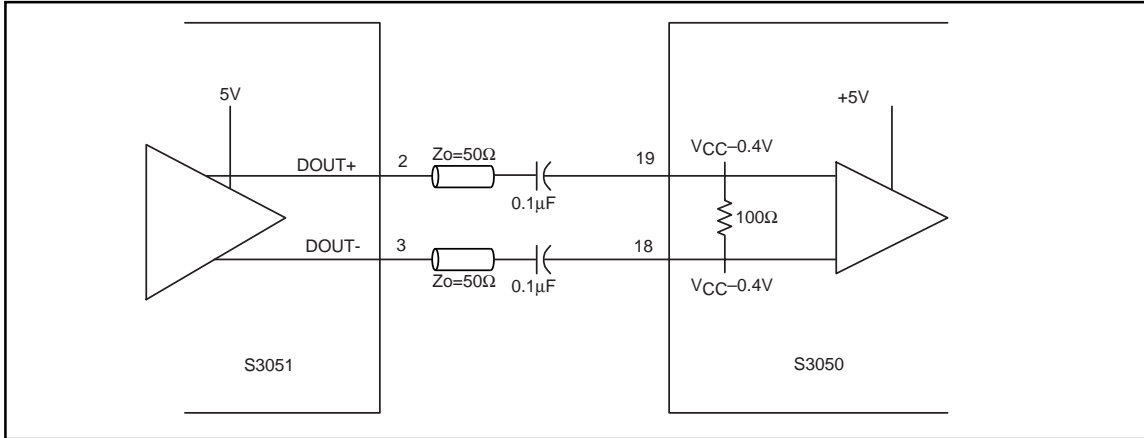 5V
+5V
DOUT+
2
Zo=50Ω
0.1µF
19
VCC–0.4V
100Ω
DOUT-
3
Zo=50Ω
0.1µF
18
VCC–0.4V
S3051
S3050